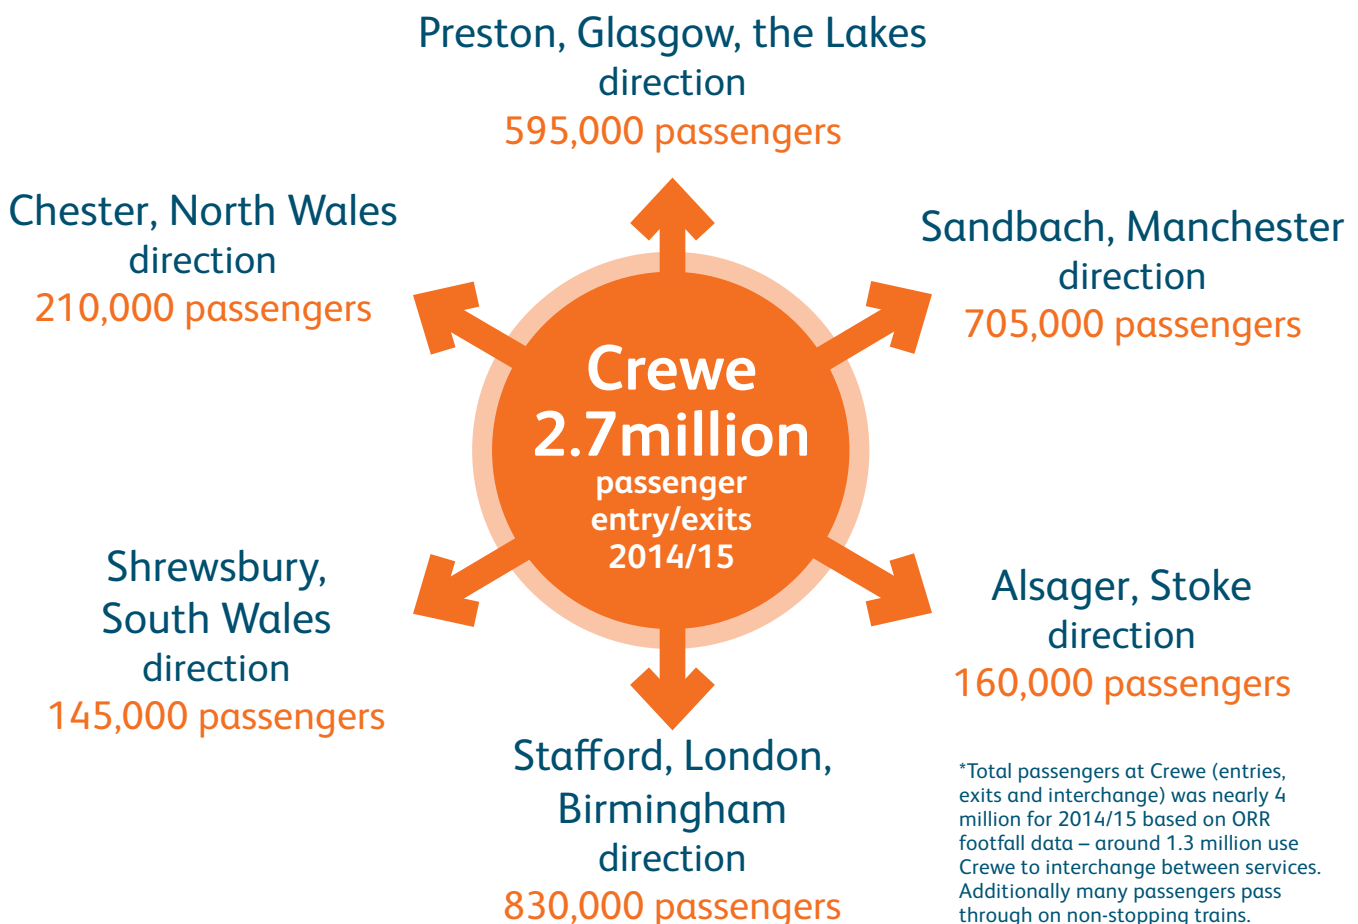 Preston, Glasgow, the Lakes
direction
595,000 passengers
Chester, North Wales
direction
210,000 passengers
Sandbach, Manchester
direction
705,000 passengers
Crewe
2.7million
passenger
entry/exits
2014/15
Shrewsbury,
South Wales
direction
145,000 passengers
Alsager, Stoke
direction
160,000 passengers
Stafford, London,
Birmingham
direction
830,000 passengers
*Total passengers at Crewe (entries,
exits and interchange) was nearly 4
million for 2014/15 based on ORR
footfall data – around 1.3 million use
Crewe to interchange between services.
Additionally many passengers pass
through on non-stopping trains.